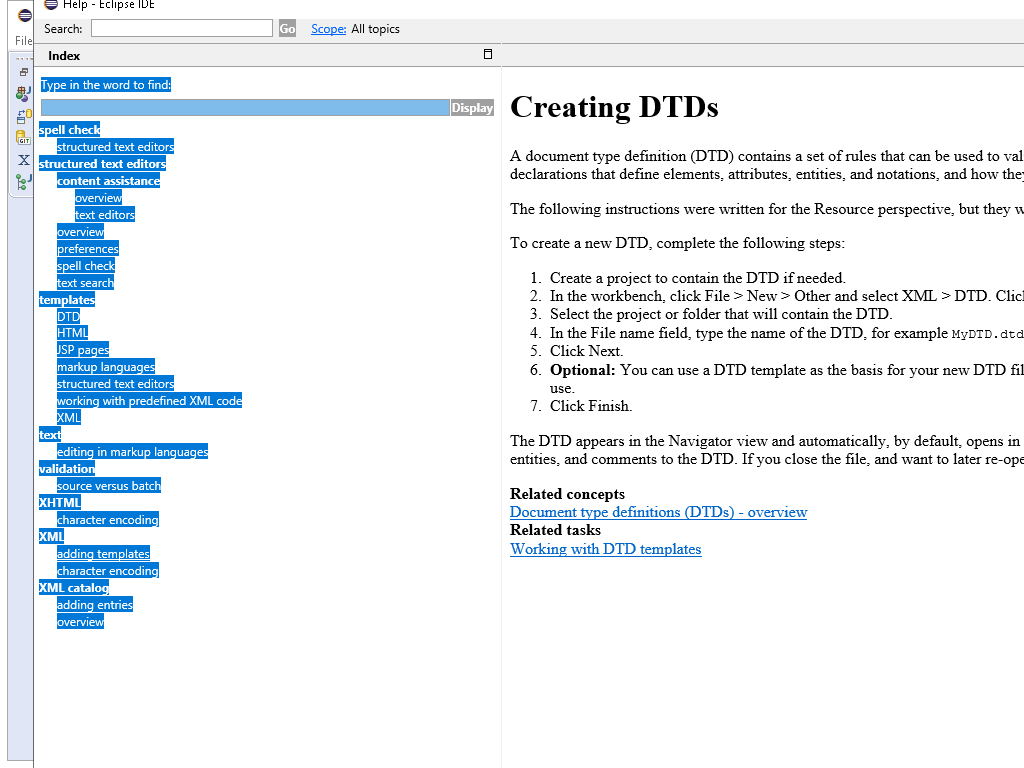 Help - Eclipse IDE
File
Search:
Go
Scope:
All topics
Index
Type in the word to find:
Display
spell check
structured text editors
structured text editors
content assistance
overview
text editors
overview
preferences
spell check
text search
templates
DTD
HTML
JSP pages
markup languages
structured text editors
working with predefined XML code
XML
text
editing in markup languages
validation
source versus batch
XHTML
character encoding
XML
adding templates
character encoding
XML catalog
adding entries
overview
Creating DTDs
A document type definition (DTD) contains a set of rules that can be used to val
declarations that define elements, attributes, entities, and notations, and how they
The following instructions were written for the Resource perspective, but they w
To create a new DTD, complete the following steps:
1. Create a project to contain the DTD if needed.
2. In the workbench, click File > New > Other and select XML > DTD. Clic
3. Select the project or folder that will contain the DTD.
4. In the File name field, type the name of the DTD, for example MyDTD.dtd
5. Click Next.
6. Optional: You can use a DTD template as the basis for your new DTD fil
use.
7. Click Finish.
The DTD appears in the Navigator view and automatically, by default, opens in
entities, and comments to the DTD. If you close the file, and want to later re-ope
Related concepts
Document type definitions (DTDs) - overview
Related tasks
Working with DTD templates